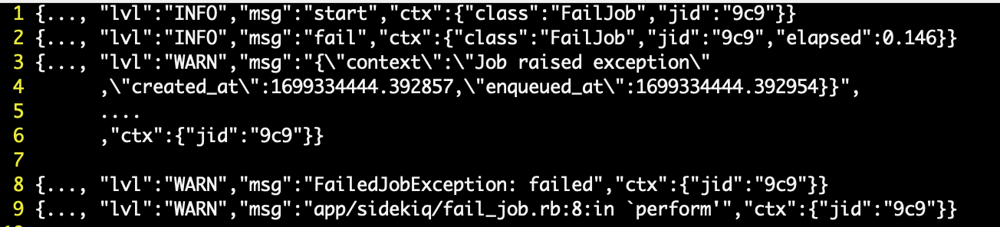 1 {..., "lvl":"INFO","msg":"start","ctx":{"class":"FailJob","jid":"9c9"}}
2 {..., "lvl":"INFO","msg":"fail","ctx":{"class":"FailJob","jid":"9c9","elapsed":0.146}}
3 {..., "lvl":"WARN","msg":"{\"context\":\"Job raised exception\"
4 ,\"created_at\":1699334444.392857,\"enqueued_at\":1699334444.392954}}",
5 ....
6 ,"ctx":{"jid":"9c9"}}
7
8 {..., "lvl":"WARN","msg":"FailedJobException: failed","ctx":{"jid":"9c9"}}
9 {..., "lvl":"WARN","msg":"app/sidekiq/fail_job.rb:8:in `perform'","ctx":{"jid":"9c9"}}